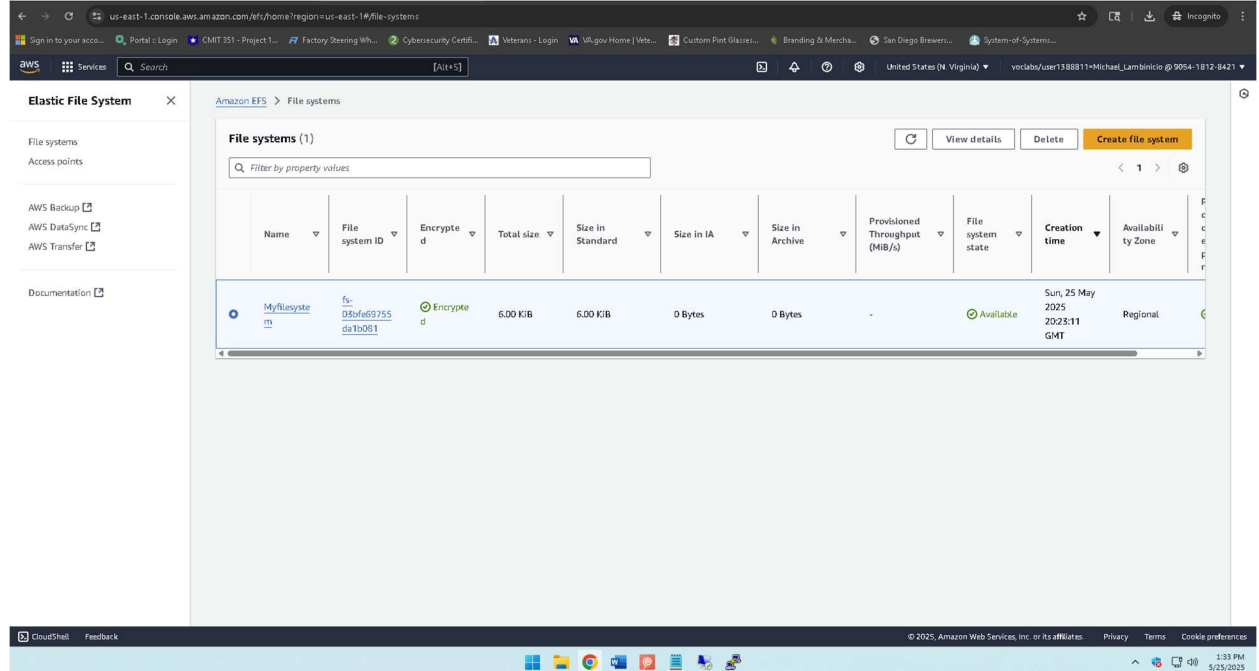 us-east-1.console.aws.amazon.com/efs/home?region=us-east-1#/file-systems
Incognito
Sign in to your acco...
Portal :: Login
CMIT 351 - Project 1...
Factory Steering Wh...
Cybersecurity Certifi...
Veterans - Login
VA VA.gov Home | Vete...
Custom Pint Glasses...
Branding & Mercha...
San Diego Brewers...
System-of-Systems...
aws
Services
Search
[Alt+S]
United States (N. Virginia)
voclabs/user1388811=Michael_Lambinicio @ 9054-1812-8421
Elastic File System
File systems
Access points
AWS Backup
AWS DataSync
AWS Transfer
Documentation
Amazon EFS > File systems
File systems (1)
View details
Delete
Create file system
Filter by property values
1
Name
File
system ID
Encrypte
d
Total size
Size in
Standard
Size in IA
Size in
Archive
Provisioned
Throughput
(MiB/s)
File
system
state
Creation
time
Availabili
ty Zone
Myfilesyste
m
fs-
03bfe69755
da1b081
Encrypte
d
6.00 KiB
6.00 KiB
0 Bytes
0 Bytes
-
Available
Sun, 25 May
2025
20:23:11
GMT
Regional
CloudShell
Feedback
© 2025, Amazon Web Services, Inc. or its affiliates.
Privacy
Terms
Cookie preferences
1:33 PM
5/25/2025